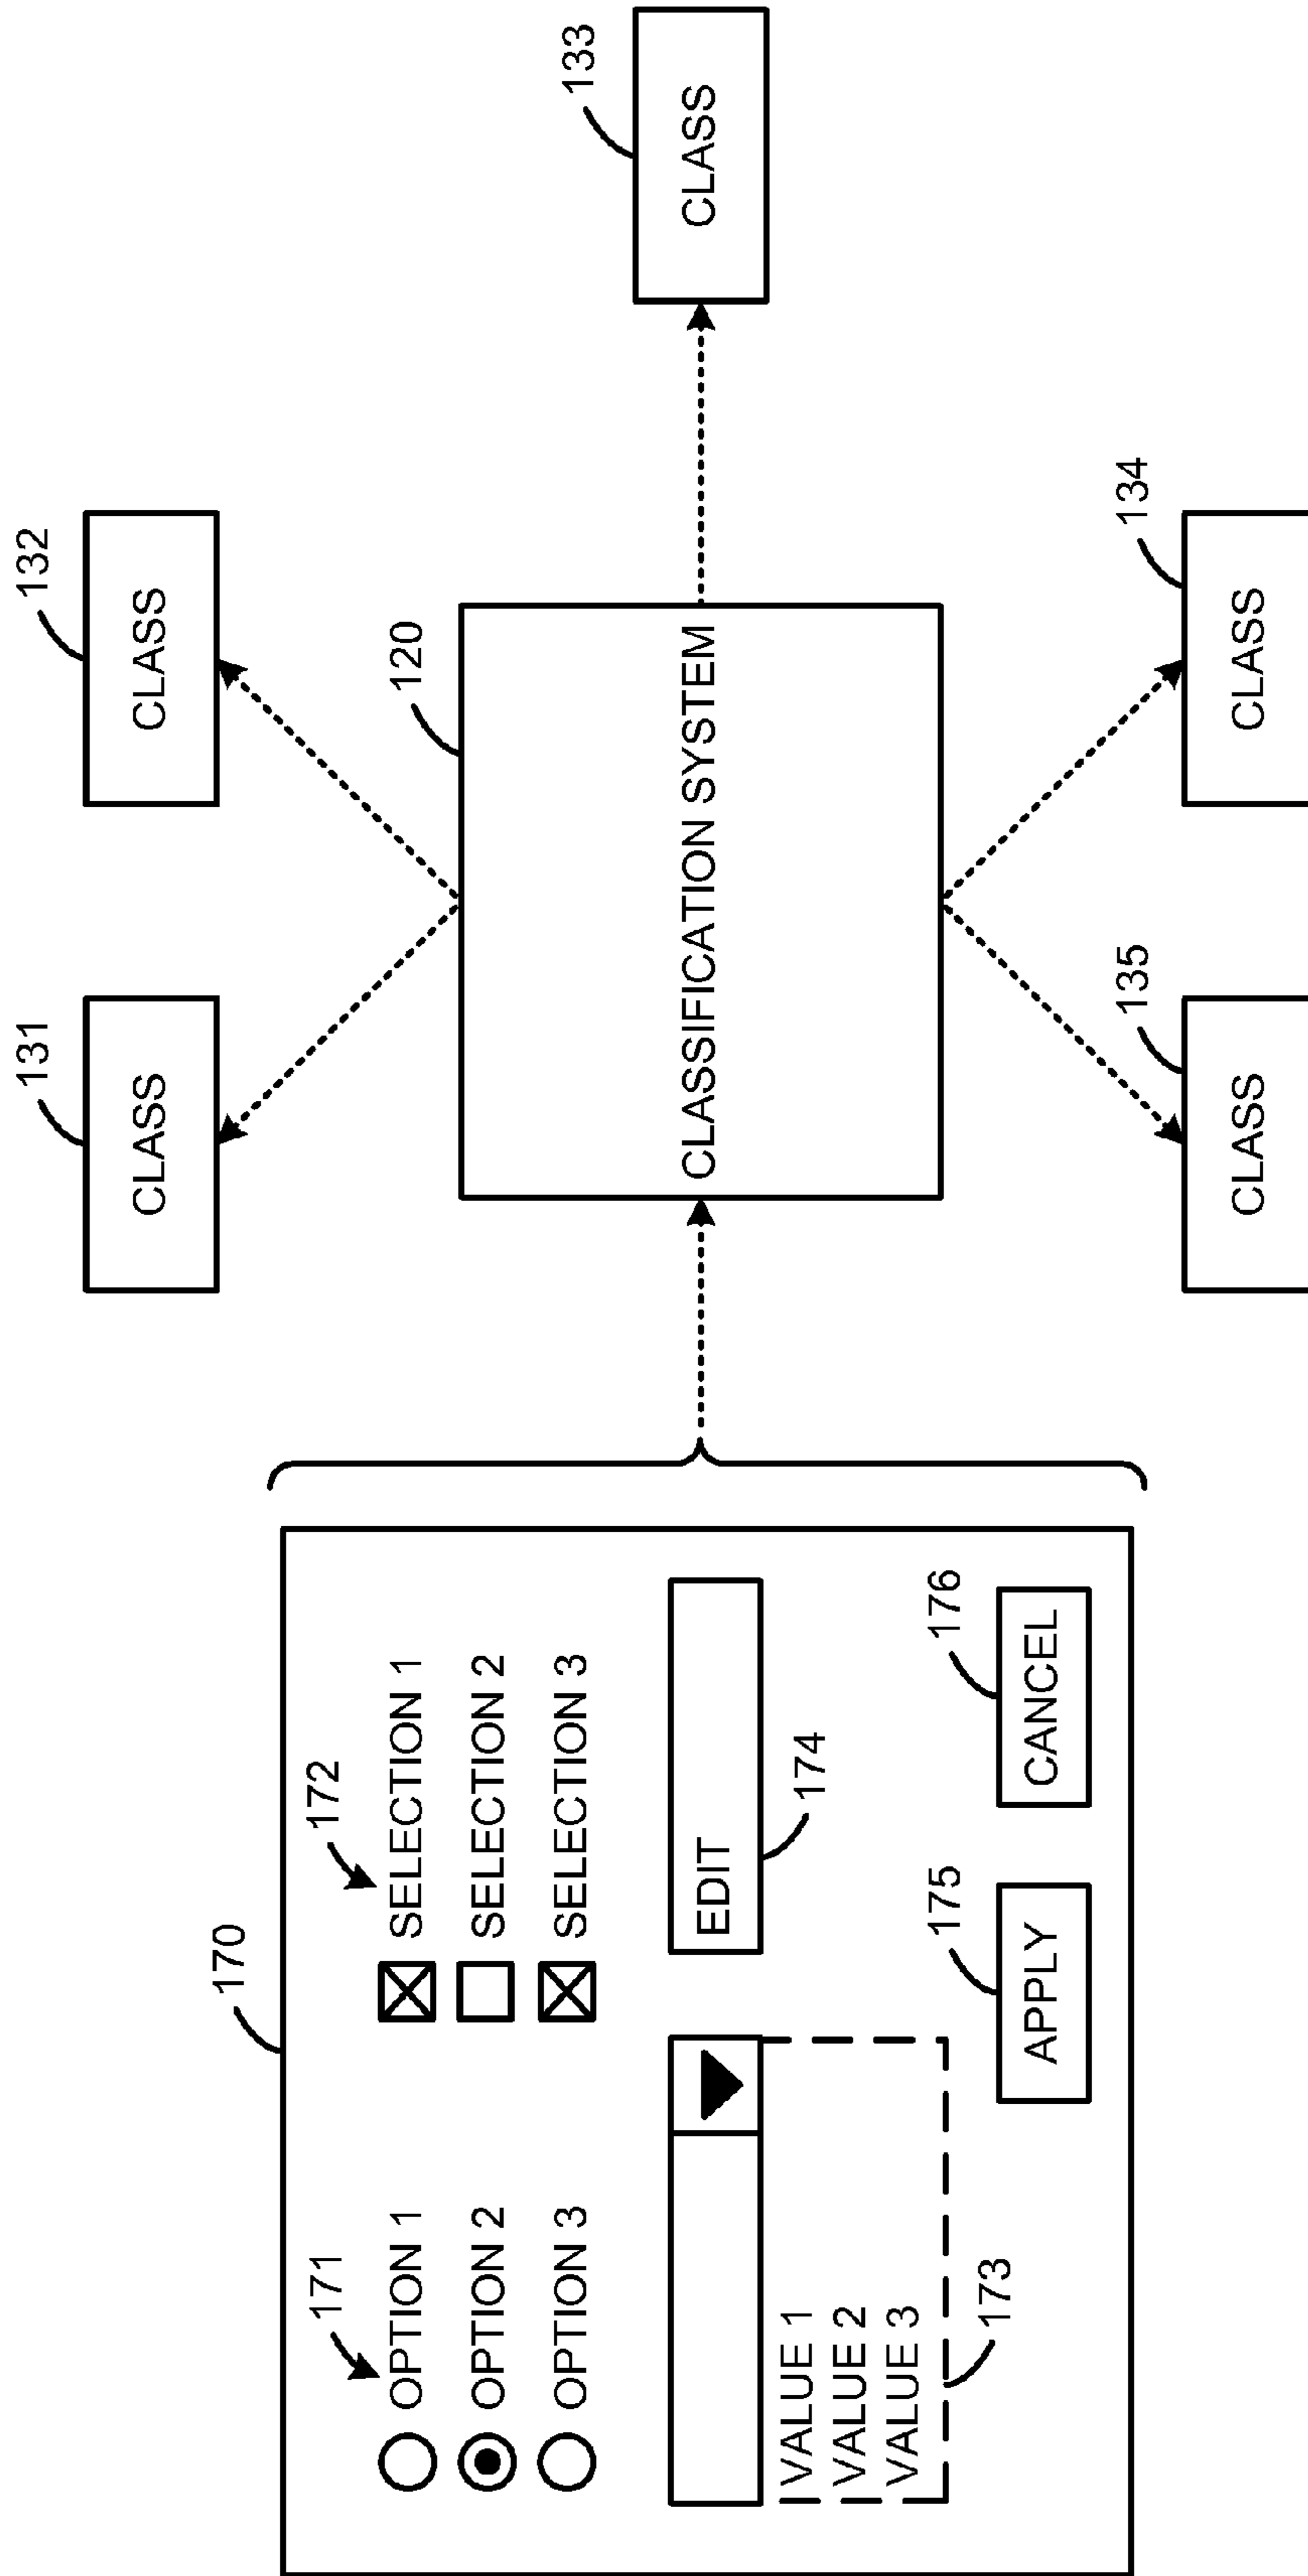 170
171
172
OPTION 1
SELECTION 1
OPTION 2
SELECTION 2
OPTION 3
SELECTION 3
EDIT
174
VALUE 1
VALUE 2
VALUE 3
173
175
176
APPLY
CANCEL
131
132
CLASS
CLASS
120
CLASSIFICATION SYSTEM
133
CLASS
135
134
CLASS
CLASS